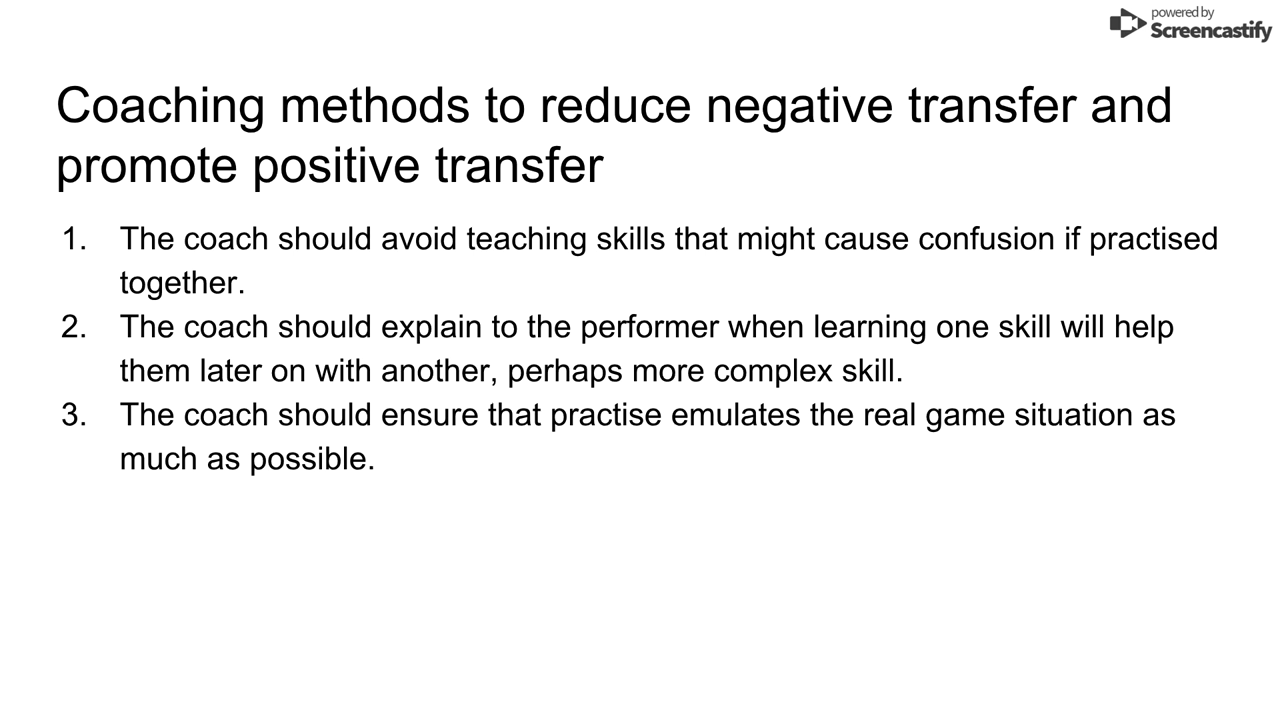 powered by
Screencastify
Coaching methods to reduce negative transfer and
promote positive transfer
1. The coach should avoid teaching skills that might cause confusion if practised
together.
2. The coach should explain to the performer when learning one skill will help
them later on with another, perhaps more complex skill.
3. The coach should ensure that practise emulates the real game situation as
much as possible.